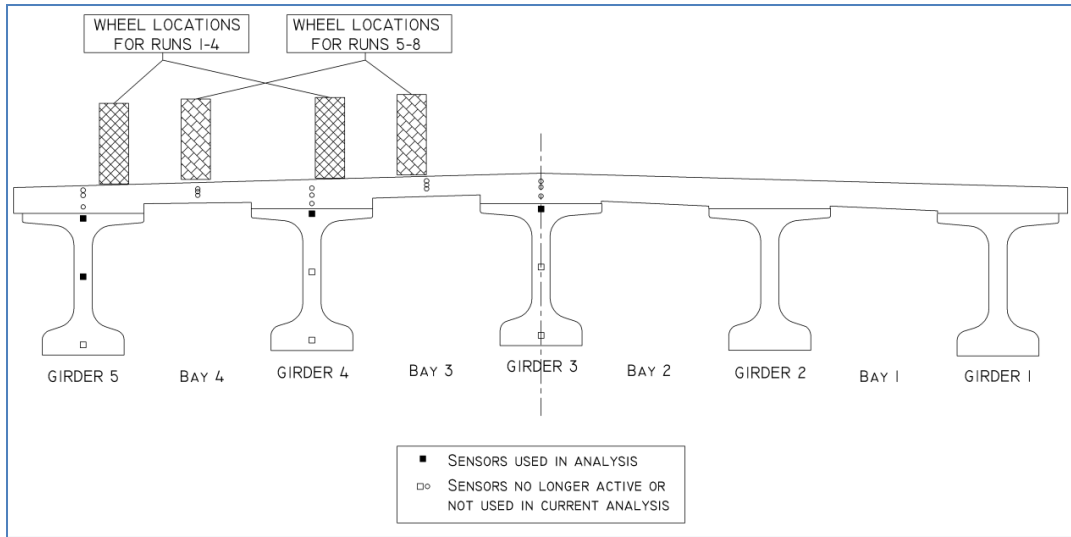 WHEEL LOCATIONS
FOR RUNS 1-4
WHEEL LOCATIONS
FOR RUNS 5-8
GIRDER 5
BAY 4
GIRDER 4
BAY 3
GIRDER 3
BAY 2
GIRDER 2
BAY 1
GIRDER 1
SENSORS USED IN ANALYSIS
SENSORS NO LONGER ACTIVE OR
NOT USED IN CURRENT ANALYSIS